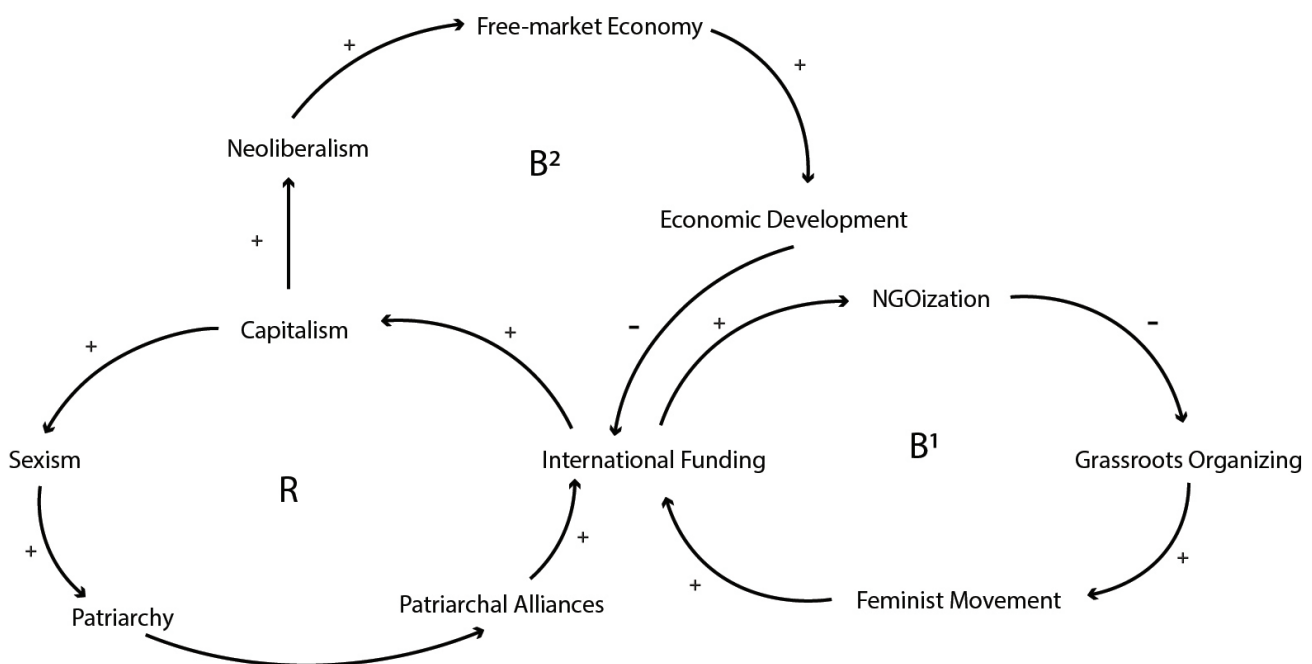 Free-market Economy
+
+
Neoliberalism
B²
Economic Development
+
NGOization
-
+
+
-
Capitalism
+
Sexism
International Funding
B¹
Grassroots Organizing
R
+
+
+
+
Patriarchal Alliances
Feminist Movement
Patriarchy